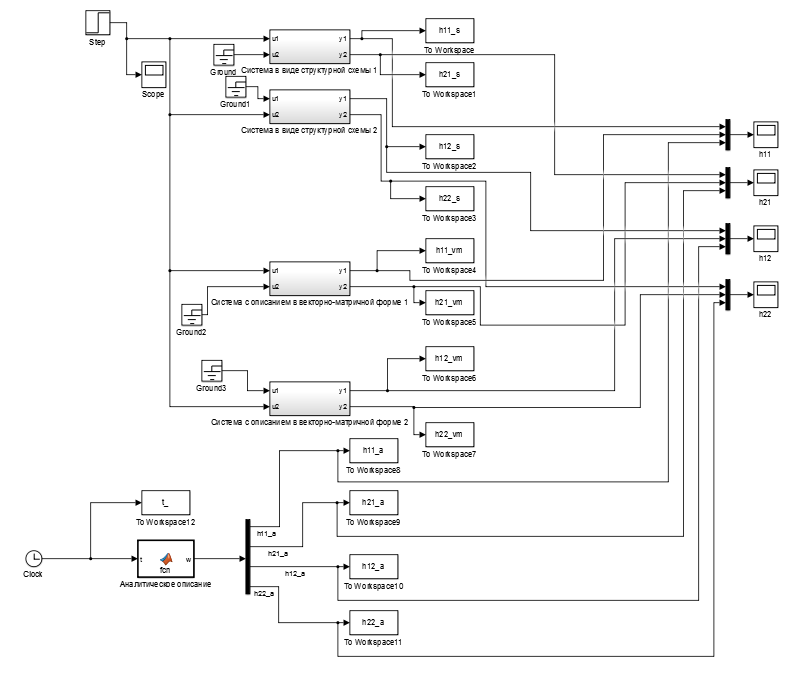 Step
Scope
Ground
u1
u2
y1
y2
Система в виде структурной схемы 1
h11_s
To Workspace
h21_s
To Workspace1
Ground1
u1
u2
y1
y2
Система в виде структурной схемы 2
h12_s
To Workspace2
h22_s
To Workspace3
h11
h21
h12
h22
Ground2
u1
u2
y1
y2
Система с описанием в векторно-матричной форме 1
h11_vm
To Workspace4
h21_vm
To Workspace5
Ground3
u1
u2
y1
y2
Система с описанием в векторно-матричной форме 2
h12_vm
To Workspace6
h22_vm
To Workspace7
h11_a
To Workspace8
t_
To Workspace12
h21_a
To Workspace9
Clock
t
fcn
w
Аналитическое описание
h11_a
h21_a
h12_a
h22_a
h12_a
To Workspace10
h22_a
To Workspace11